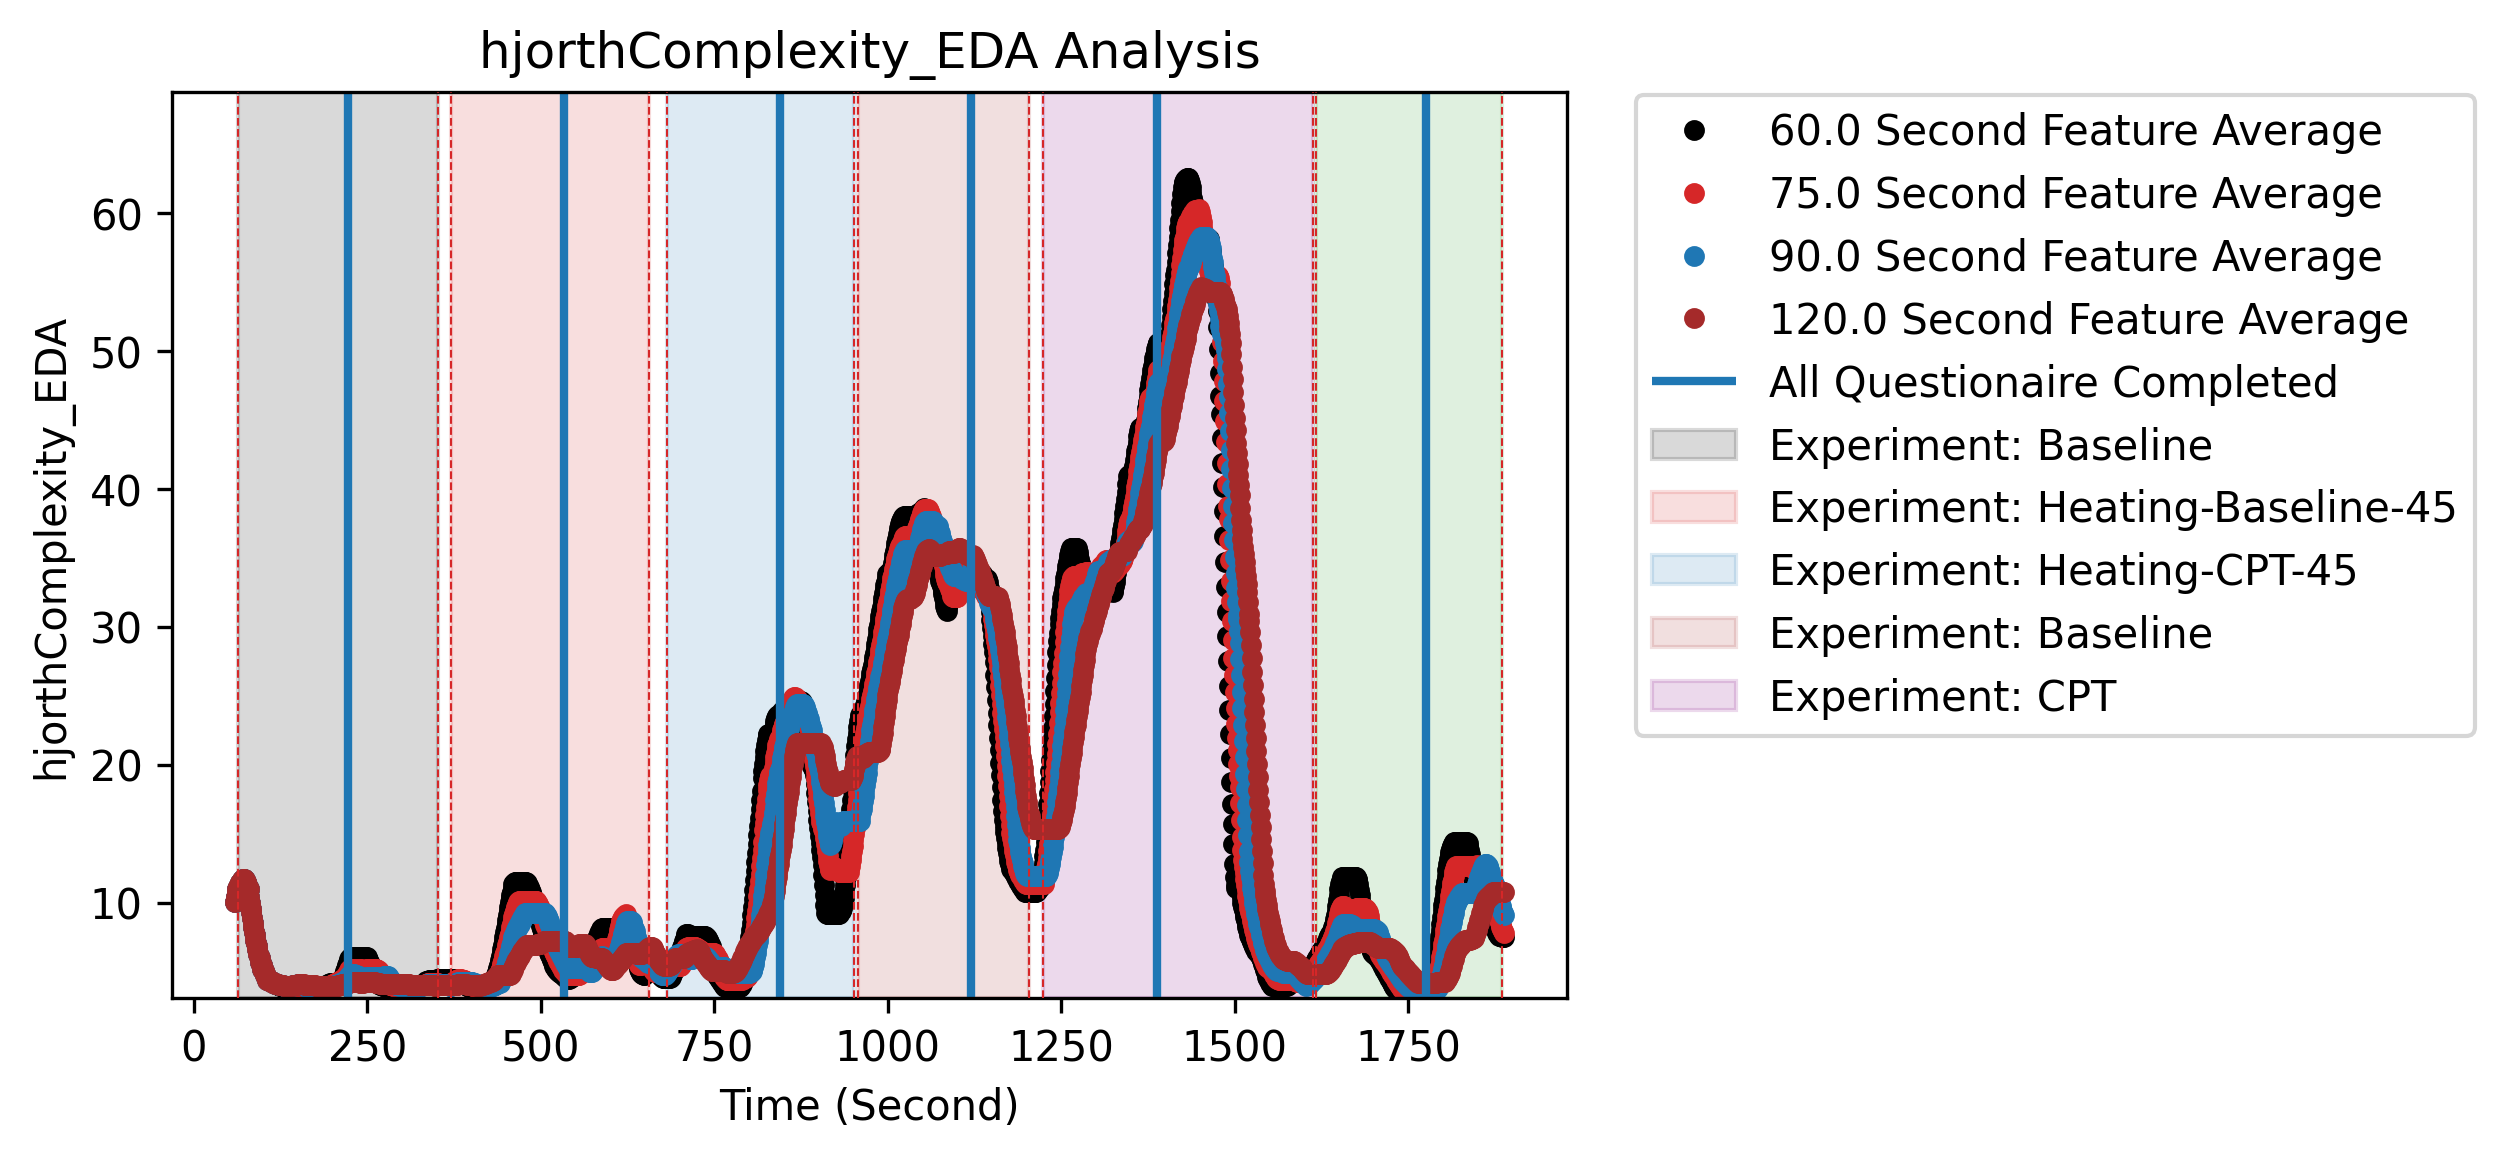 hjorthComplexity_EDA Analysis
hjorthComplexity_EDA
60
50
40
30
20
10
0
250
500
750
1000
1250
1500
1750
Time (Second)
60.0 Second Feature Average
75.0 Second Feature Average
90.0 Second Feature Average
120.0 Second Feature Average
All Questionaire Completed
Experiment: Baseline
Experiment: Heating-Baseline-45
Experiment: Heating-CPT-45
Experiment: Baseline
Experiment: CPT